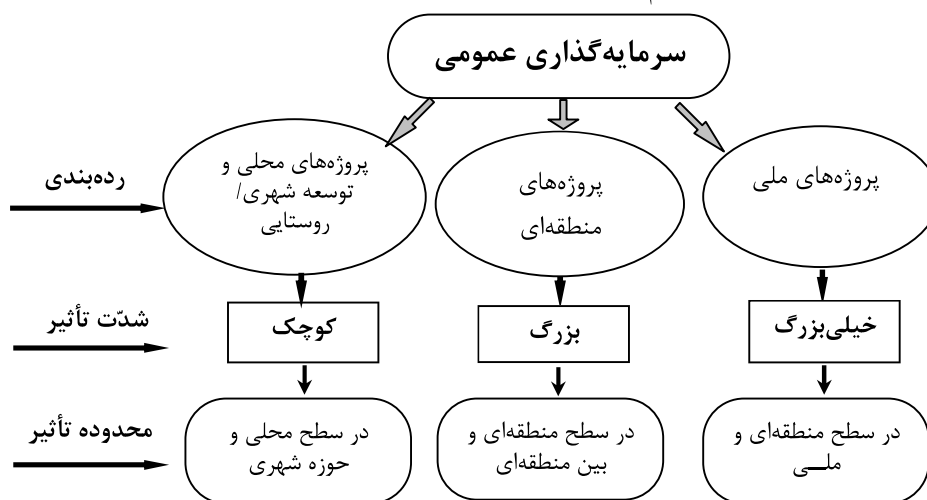 سرمایه‌گذاری عمومی
رده‌بندی
پروژه‌های ملی
پروژه‌های
منطقه‌ای
پروژه‌های محلی و
توسعه شهری/
روستایی
شدّت تأثیر
خیلی‌بزرگ
بزرگ
کوچک
محدوده تأثیر
در سطح منطقه‌ای و
ملــی
در سطح منطقه‌ای و
بین منطقه‌ای
در سطح محلی و
حوزه شهری